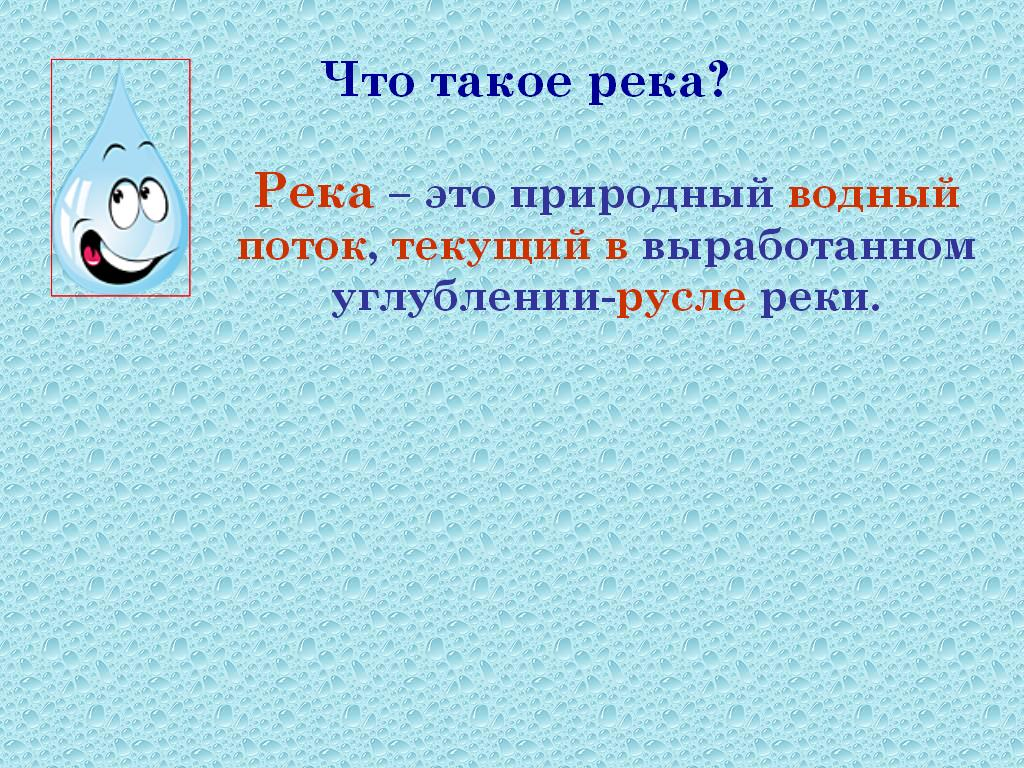 Что такое река?
Река – это природный водный
поток, текущий в выработанном
углублении-русле реки.